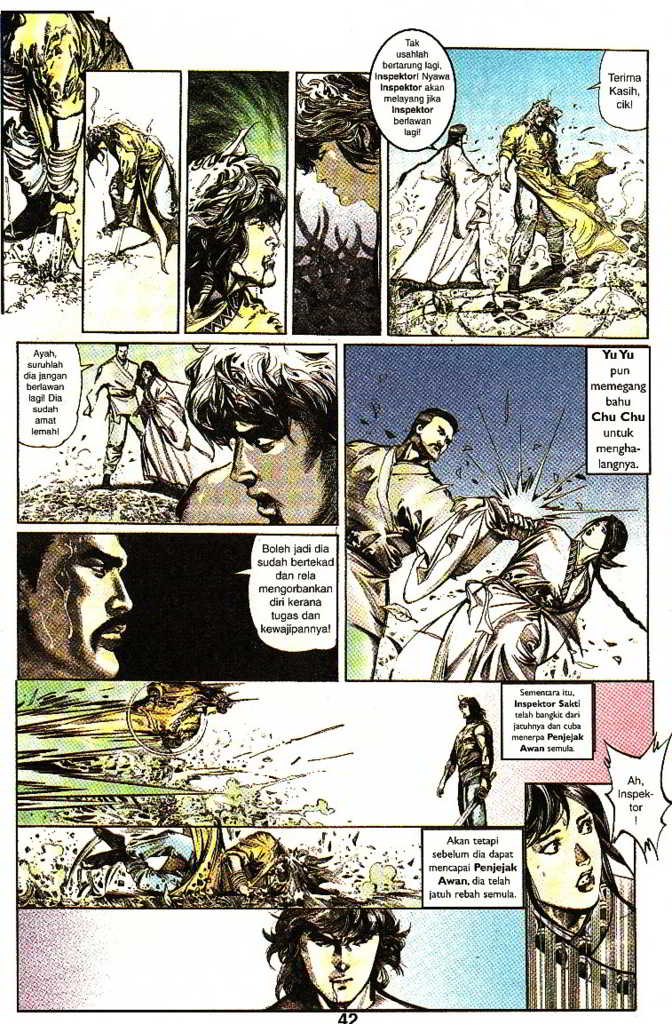 Tak
usahlah
bertarung lagi,
Inspektor! Nyawa
Inspektor akan
melayang jika
Inspektor
berlawan
lagi!
Terima
Kasih,
cik!
Ayah,
suruhlah
dia jangan
berlawan
lagi! Dia
sudah
amat
lemah!
Yu Yu
pun
memegang
bahu
Chu Chu
untuk
mengha-
langnya.
Boleh jadi dia
sudah bertekad
dan rela
mengorbankan
diri kerana
tugas dan
kewajipannya!
Sementara itu,
Inspektor Sakti
telah bangkit dari
jatuhnya dan cuba
menerpa Penjejak
Awan semula.
Ah,
Inspek-
tor
!
Akan tetapi
sebelum dia dapat
mencapai Penjejak
Awan, dia telah
jatuh rebah semula.
42